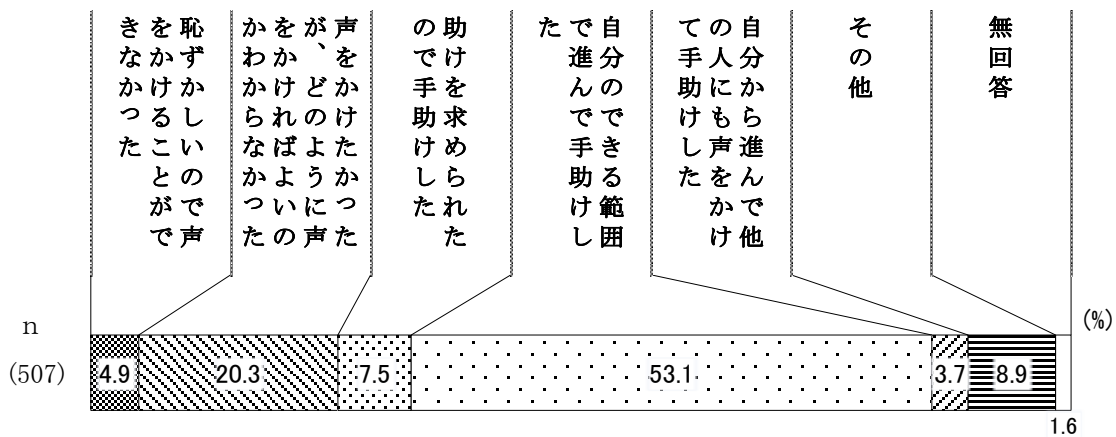 恥ずかしいので声
をかけることがで
きなかった
声をかけたかった
が、どのように声
をかければよいの
かわからなかった
助けを求められた
ので手助けした
自分のできる範囲
で進んで手助けし
た
自分から進んで他
の人にも声をかけ
て手助けした
その他
無回答
(%)
n
(507)
4.9
20.3
7.5
53.1
3.7
8.9
1.6